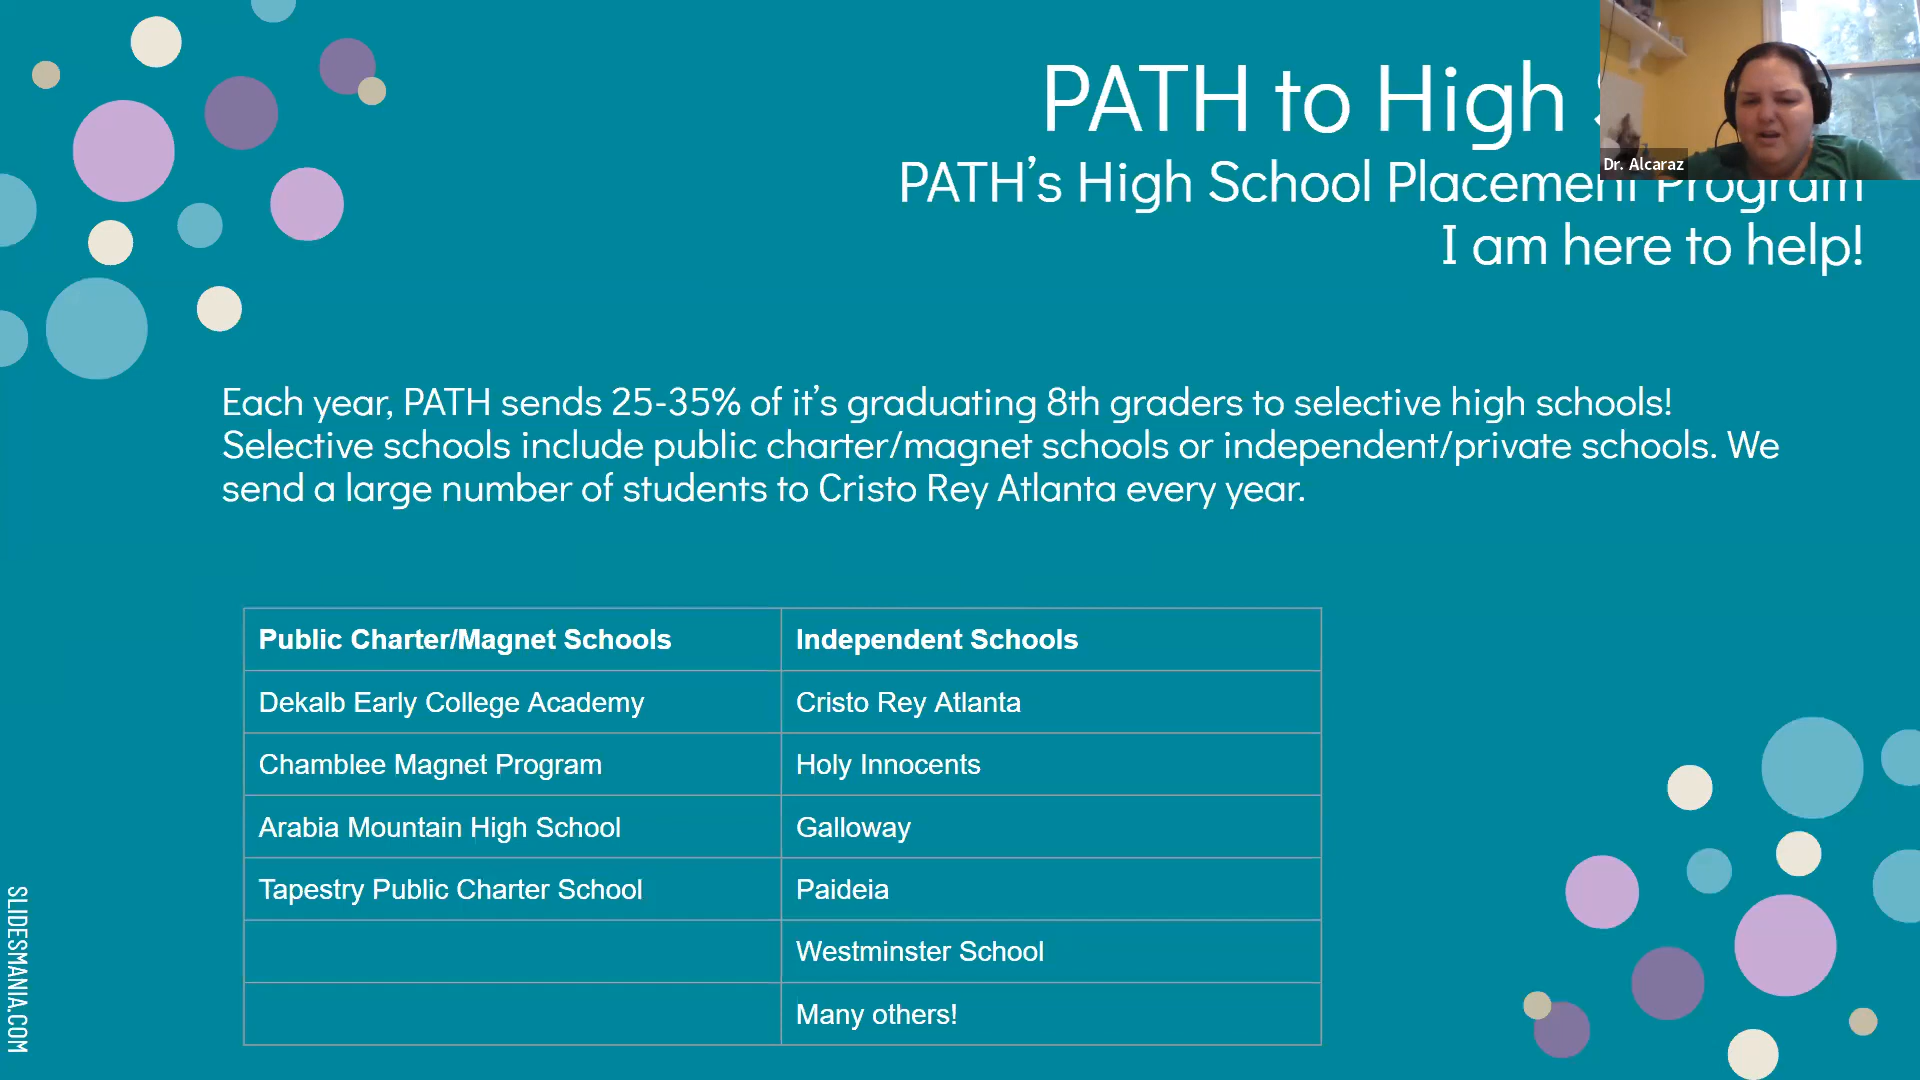 PATH to High
Dr. Alcaraz
PATH’s High School Placement Program
I am here to help!
Each year, PATH sends 25-35% of it’s graduating 8th graders to selective high schools!
Selective schools include public charter/magnet schools or independent/private schools. We
send a large number of students to Cristo Rey Atlanta every year.
Public Charter/Magnet Schools
Independent Schools
Dekalb Early College Academy
Cristo Rey Atlanta
Chamblee Magnet Program
Holy Innocents
Arabia Mountain High School
Galloway
Tapestry Public Charter School
Paideia
Westminster School
Many others!
SLIDESMANIA.COM